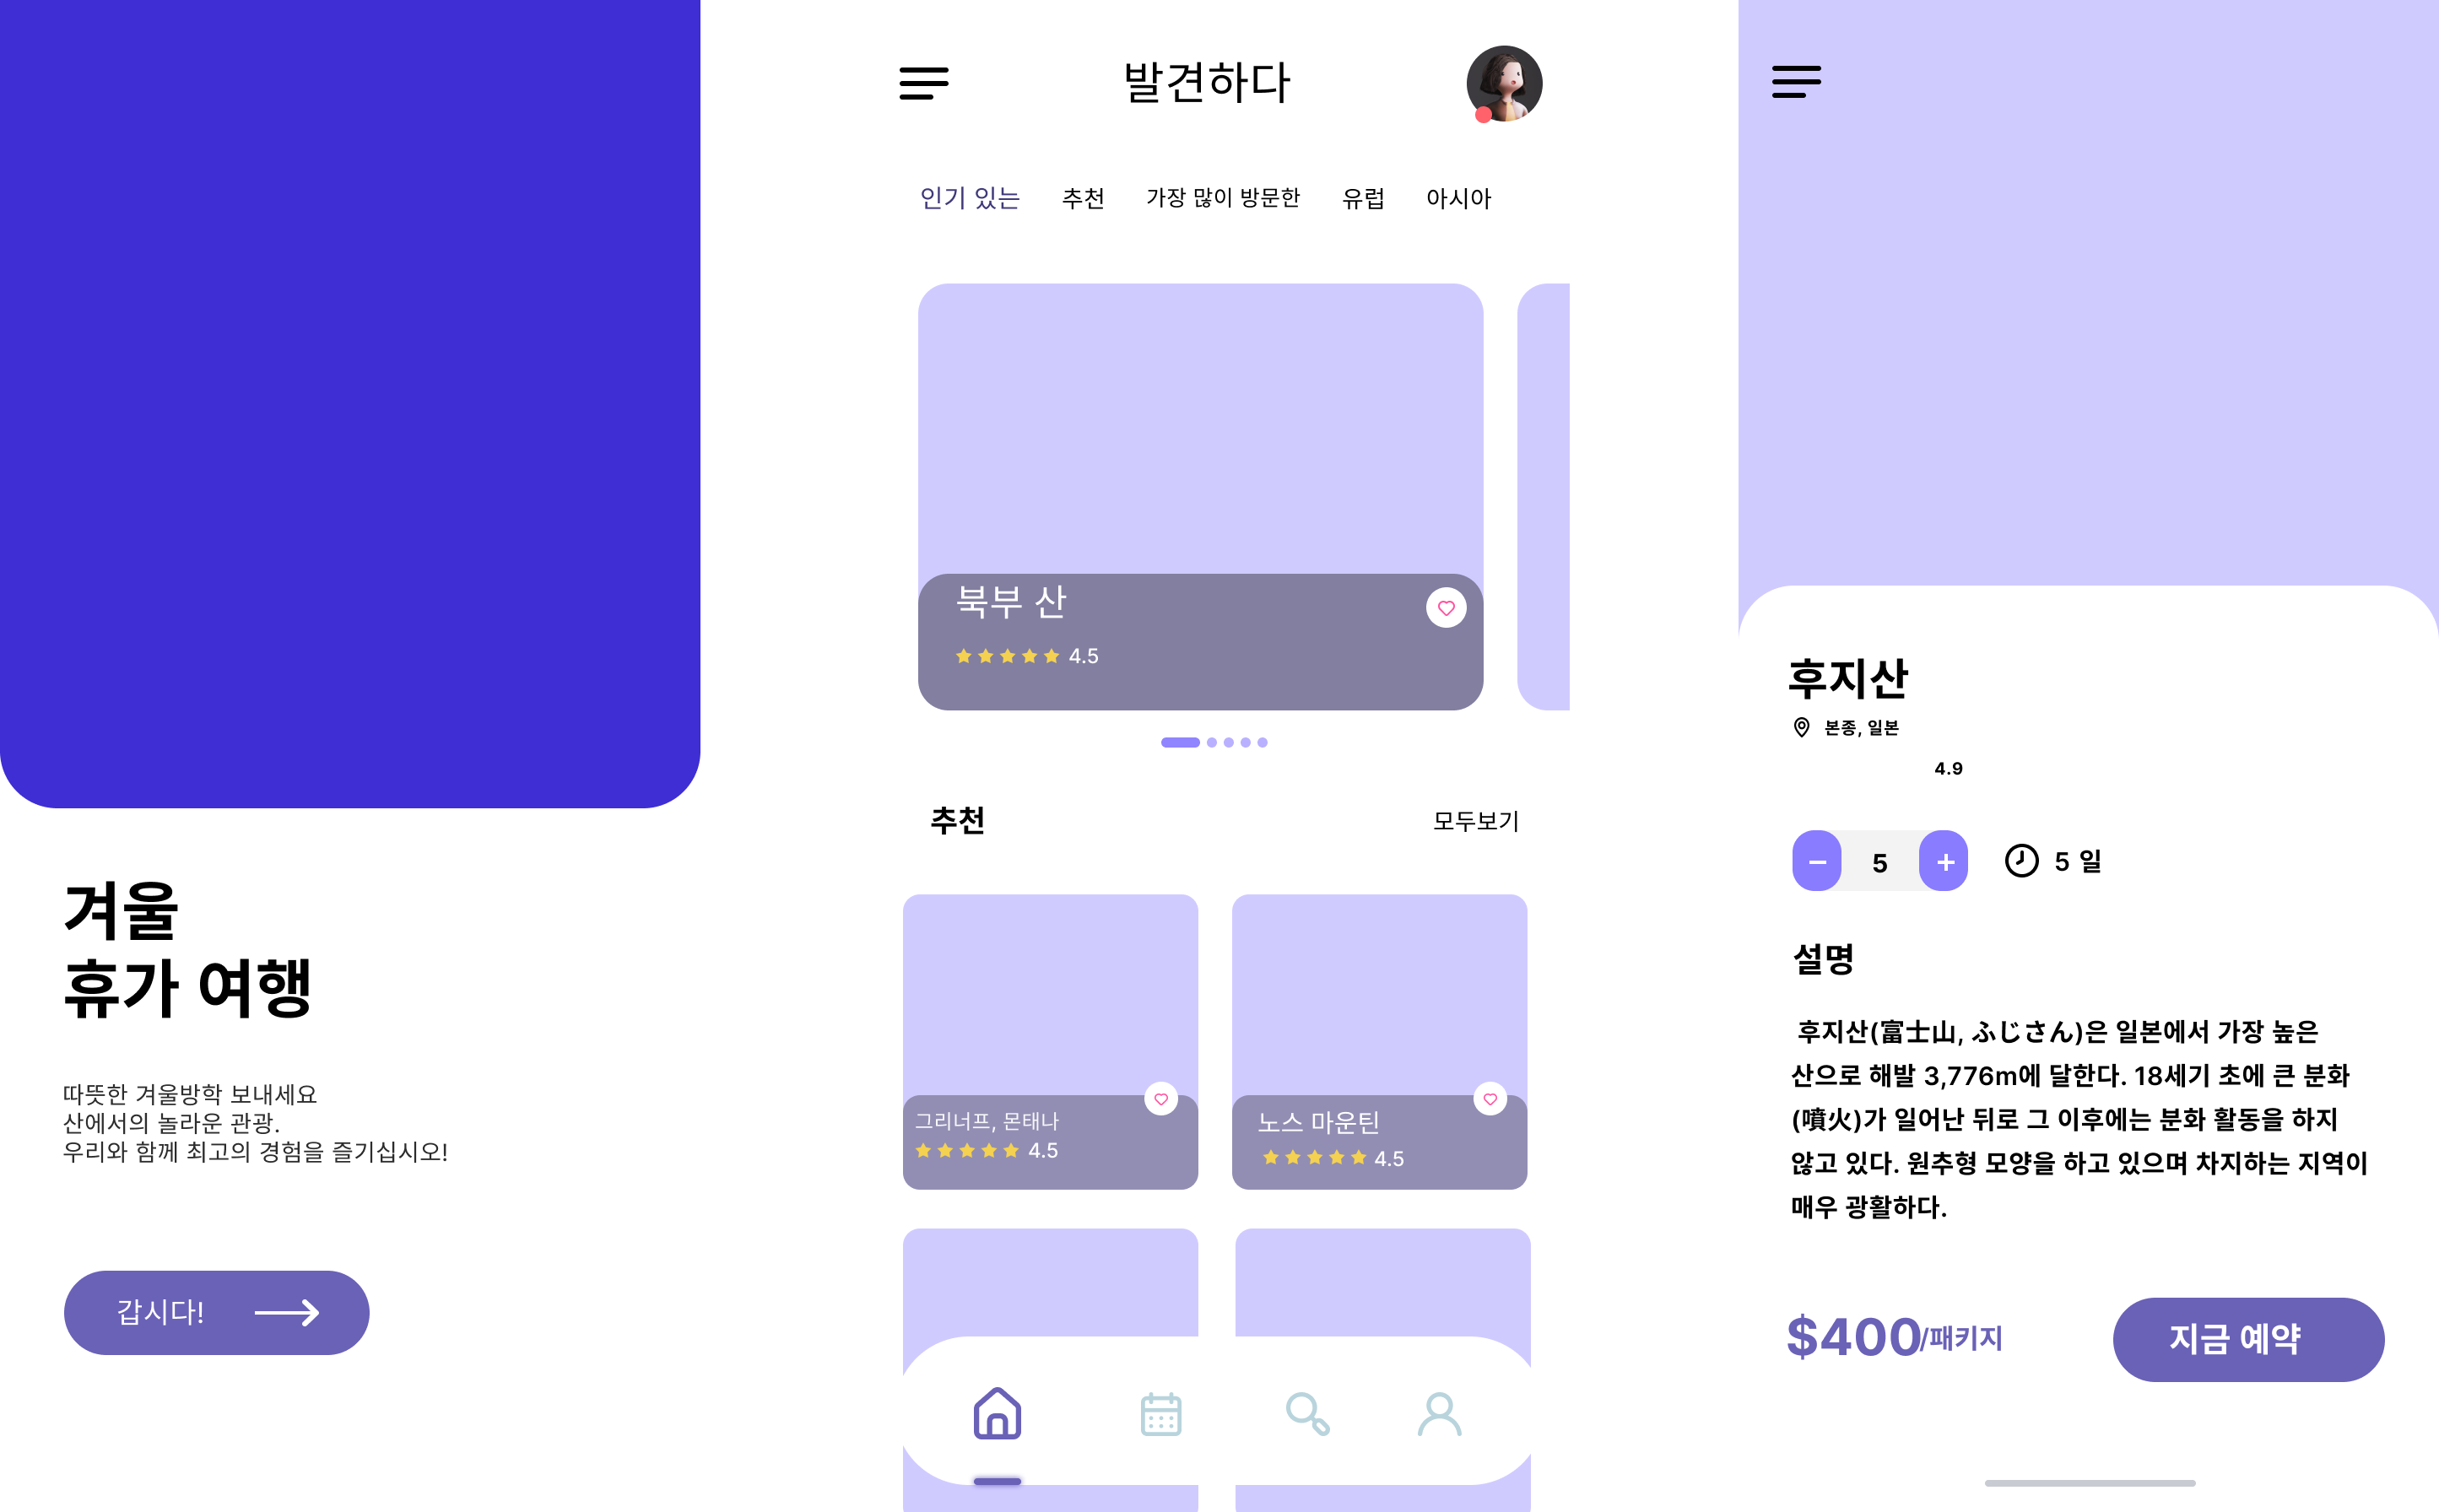 겨울
휴가 여행
따뜻한 겨울방학 보내세요
산에서의 놀라운 관광.
우리와 함께 최고의 경험을 즐기십시오!
갑시다!
발견하다
인기 있는 추천 가장 많이 방문한 유럽 아시아
북부 산
4.5
추천 모두보기
그리너프, 몬태나
4.5
노스 마운틴
4.5
후지산
본종, 일본
4.9
− 5 + 5 일
설명
후지산(富士山, ふじさん)은 일본에서 가장 높은
산으로 해발 3,776m에 달한다. 18세기 초에 큰 분화
(噴火)가 일어난 뒤로 그 이후에는 분화 활동을 하지
않고 있다. 원추형 모양을 하고 있으며 차지하는 지역이
매우 광활하다.
$400/패키지
지금 예약